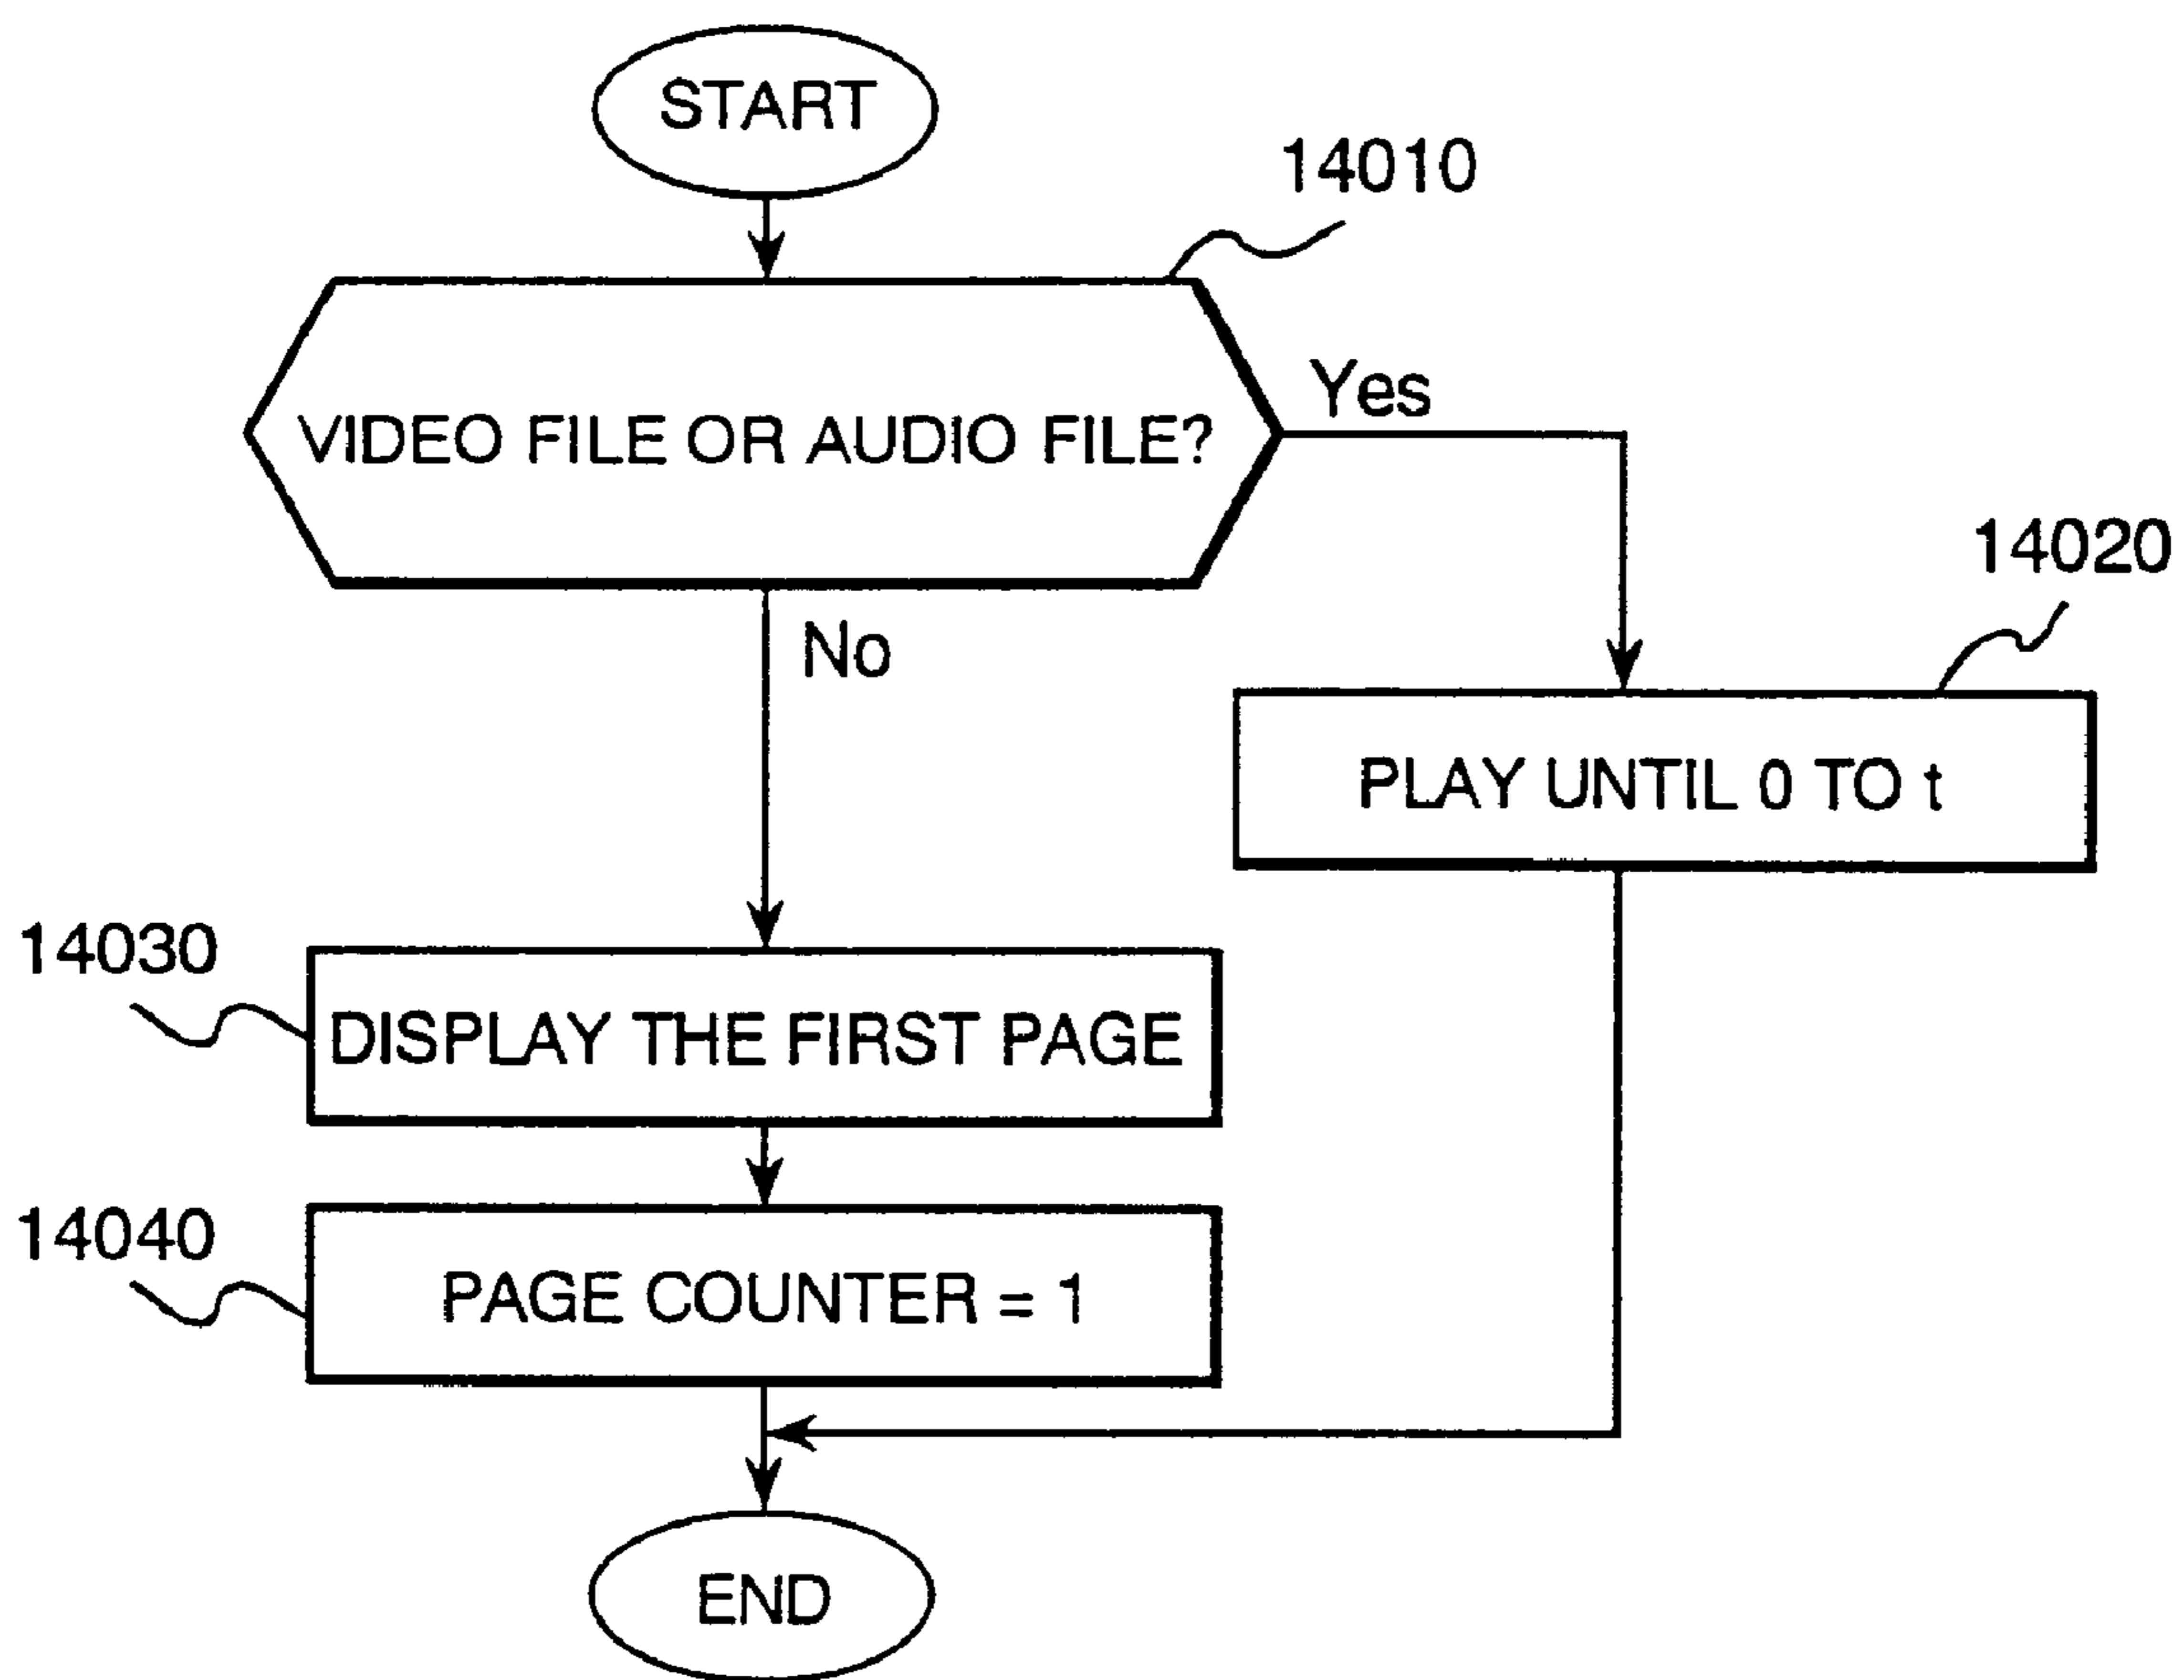 START
14010
VIDEO FILE OR AUDIO FILE?
Yes
No
14020
PLAY UNTIL 0 TO t
14030
DISPLAY THE FIRST PAGE
14040
PAGE COUNTER = 1
END